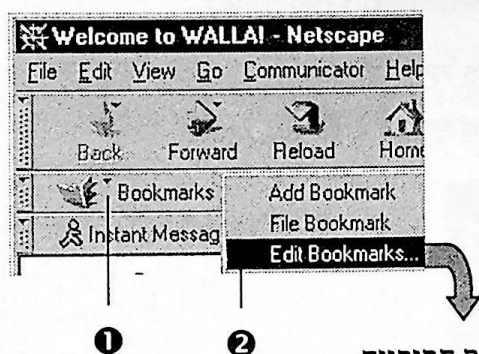 Welcome to WALLA! - Netscape
File Edit View Go Communicator Help
Back Forward Reload Home
Bookmarks
Add Bookmark
File Bookmark
Instant Messag
Edit Bookmarks...
1 2